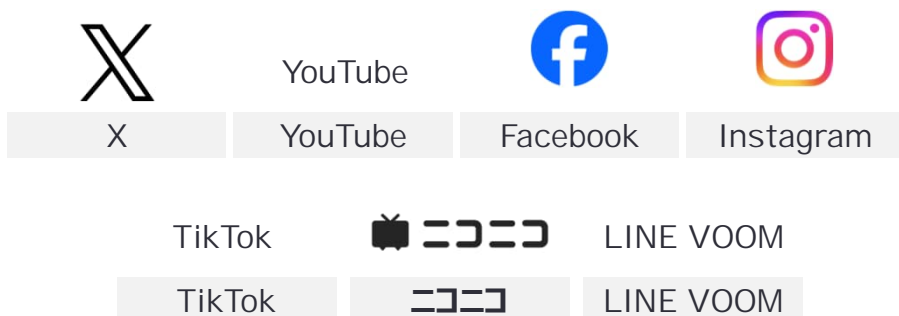 YouTube
X YouTube Facebook Instagram
TikTok ニコニコ LINE VOOM
TikTok ニコニコ LINE VOOM